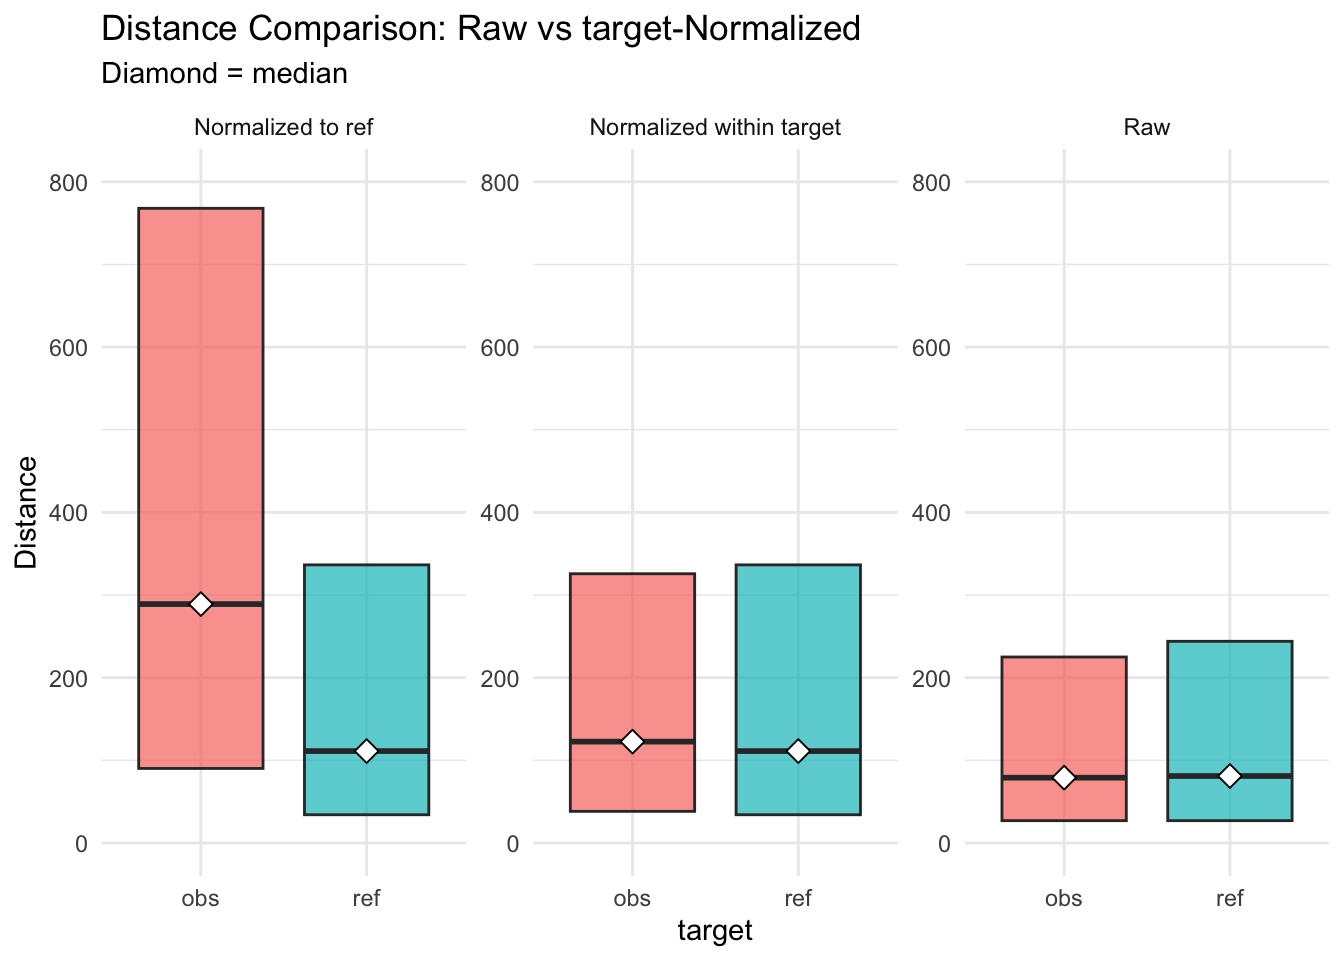 Distance Comparison: Raw vs target-Normalized
Diamond = median
Normalized to ref
Normalized within target
Raw
800
600
400
200
0
800
600
400
200
0
800
600
400
200
0
Distance
obs
ref
obs
ref
obs
ref
target